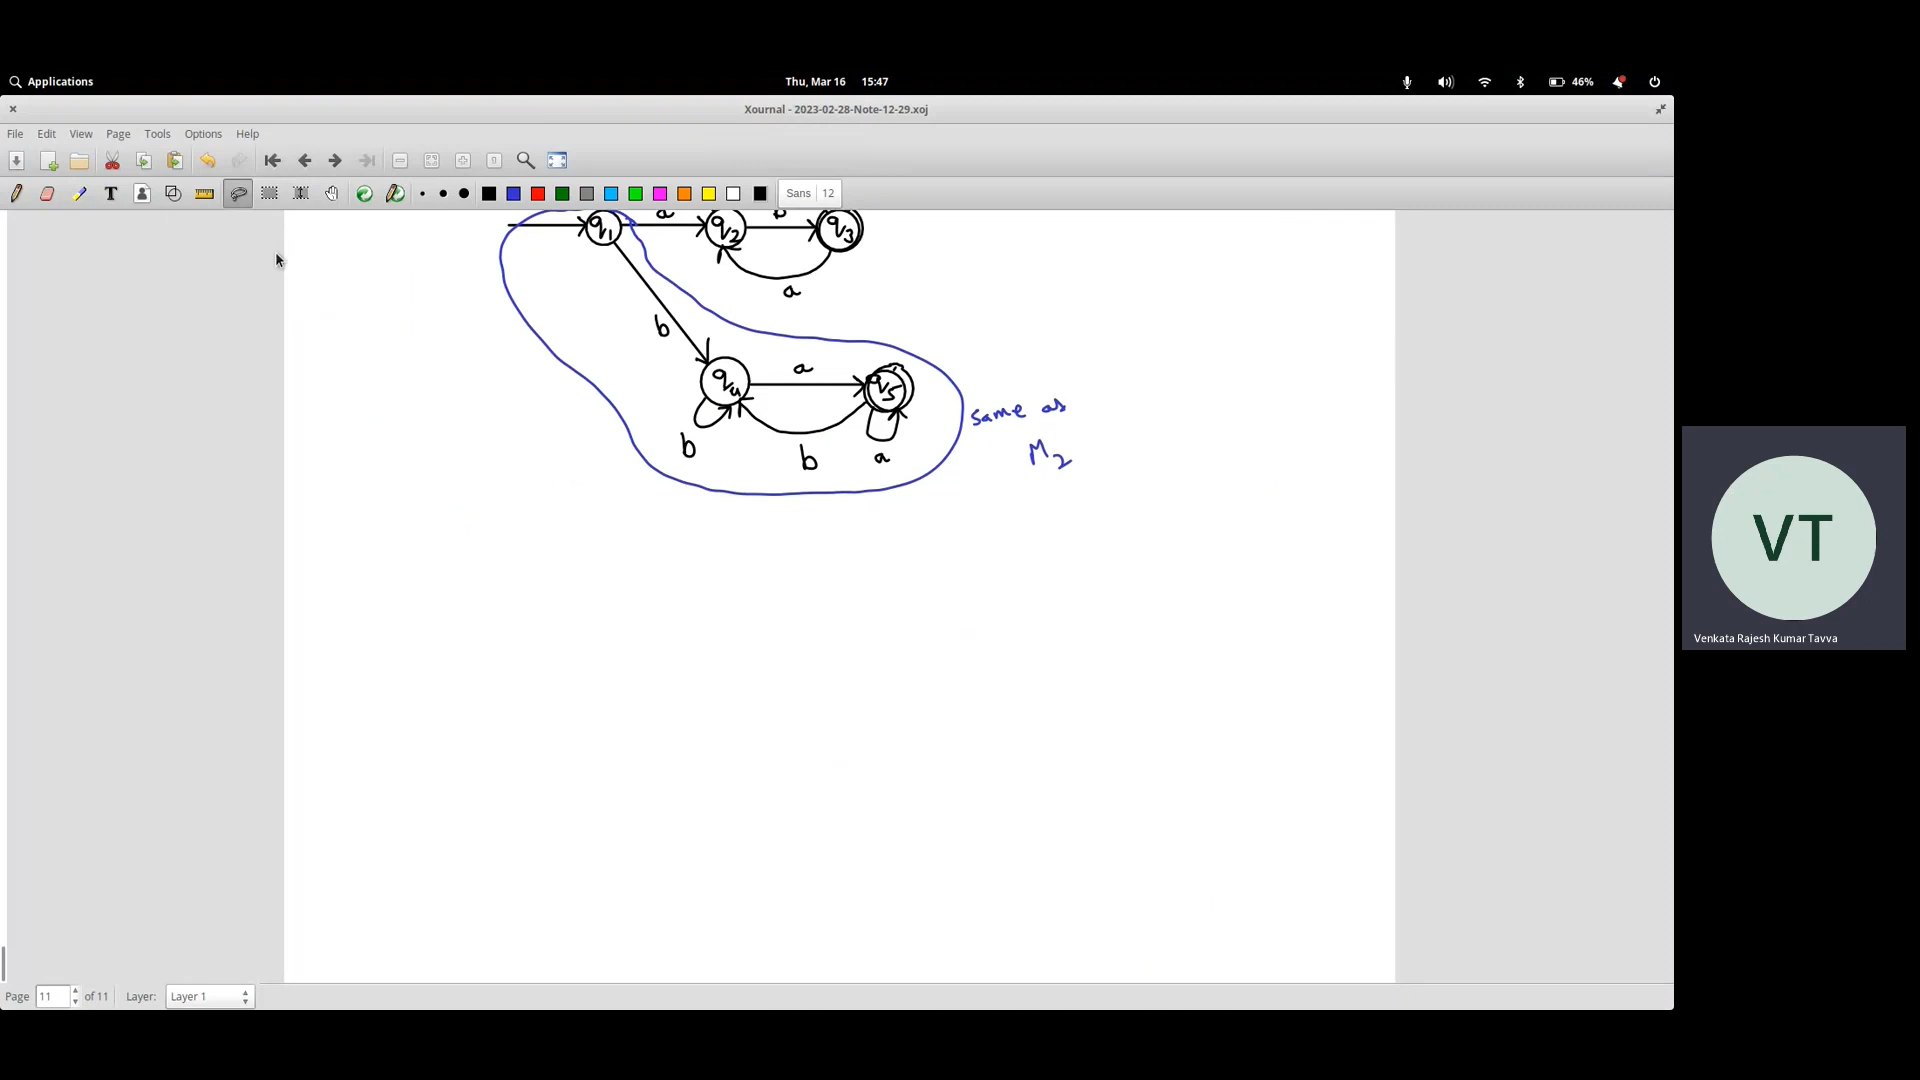 Applications
Thu, Mar 16 15:47
46%
Xournal - 2023-02-28-Note-12-29.xoj
File Edit View Page Tools Options Help
Sans 12
q1 a q2 b q3
a
b
q4 a q5
b b a
same as
M2
VT
Venkata Rajesh Kumar Tavva
Page 11 of 11 Layer: Layer 1